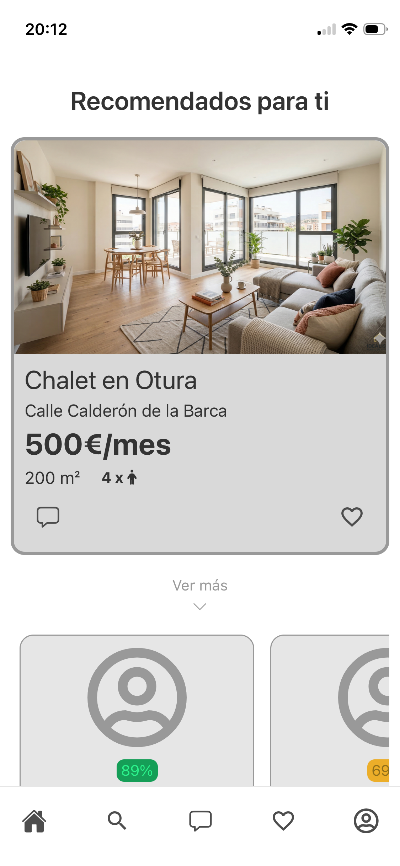 20:12
Recomendados para ti
Chalet en Otura
Calle Calderón de la Barca
500€/mes
200 m² 4 x
Ver más
89%
69